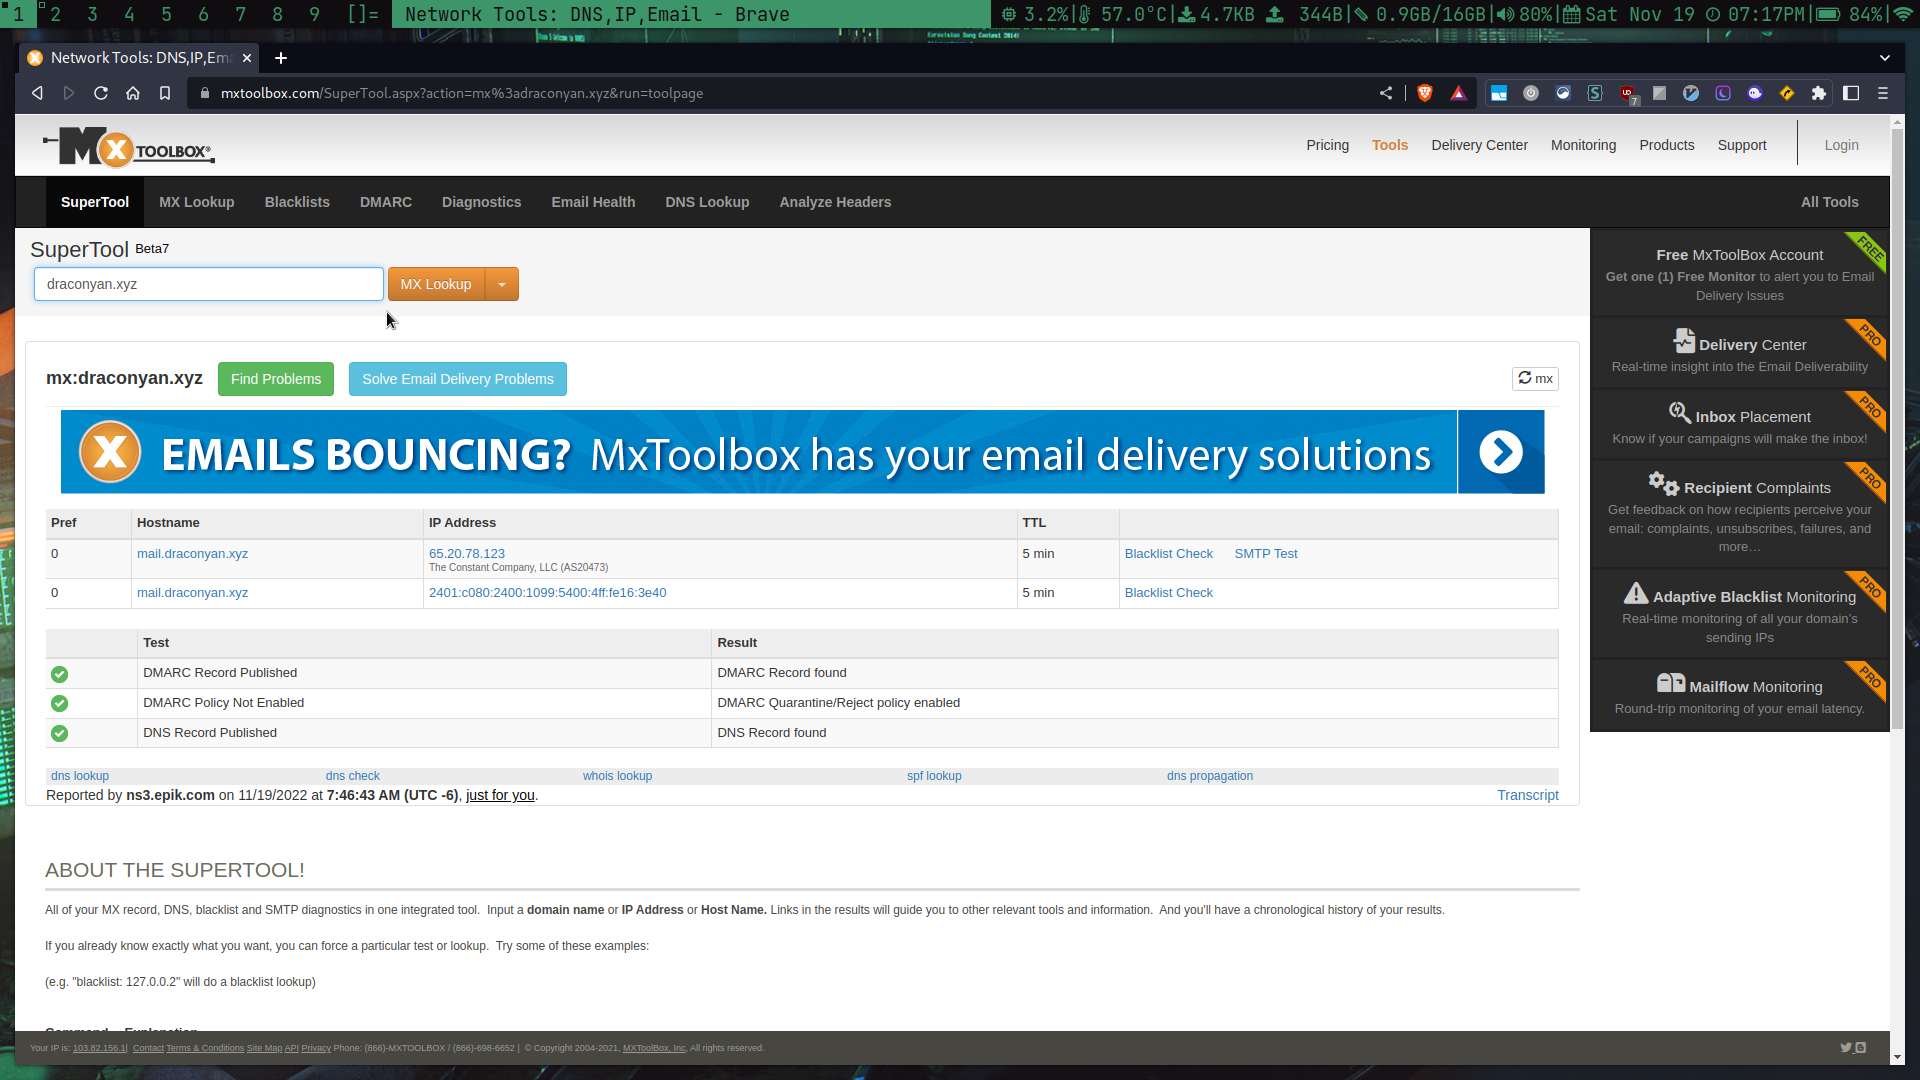 1 2 3 4 5 6 7 8 9 []= Network Tools: DNS,IP,Email - Brave 3.2%| 57.0°C| 4.7KB 344B| 0.9GB/16GB| 80%| Sat Nov 19 07:17PM| 84%|
Network Tools: DNS,IP,Ema
mxtoolbox.com/SuperTool.aspx?action=mx%3adraconyan.xyz&run=toolpage
7
MX TOOLBOX®
Pricing Tools Delivery Center Monitoring Products Support Login
SuperTool MX Lookup Blacklists DMARC Diagnostics Email Health DNS Lookup Analyze Headers All Tools
SuperTool Beta7
draconyan.xyz MX Lookup
mx:draconyan.xyz Find Problems Solve Email Delivery Problems mx
EMAILS BOUNCING? MxToolbox has your email delivery solutions
Pref Hostname IP Address TTL
0 mail.draconyan.xyz 65.20.78.123 5 min Blacklist Check SMTP Test
The Constant Company, LLC (AS20473)
0 mail.draconyan.xyz 2401:c080:2400:1099:5400:4ff:fe16:3e40 5 min Blacklist Check
Test Result
DMARC Record Published DMARC Record found
DMARC Policy Not Enabled DMARC Quarantine/Reject policy enabled
DNS Record Published DNS Record found
dns lookup dns check whois lookup spf lookup dns propagation
Reported by ns3.epik.com on 11/19/2022 at 7:46:43 AM (UTC -6), just for you. Transcript
ABOUT THE SUPERTOOL!
All of your MX record, DNS, blacklist and SMTP diagnostics in one integrated tool. Input a domain name or IP Address or Host Name. Links in the results will guide you to other relevant tools and information. And you'll have a chronological history of your results.
If you already know exactly what you want, you can force a particular test or lookup. Try some of these examples:
(e.g. "blacklist: 127.0.0.2" will do a blacklist lookup)
Command Explanation
FREE
Free MxToolBox Account
Get one (1) Free Monitor to alert you to Email
Delivery Issues
PRO
Delivery Center
Real-time insight into the Email Deliverability
PRO
Inbox Placement
Know if your campaigns will make the inbox!
PRO
Recipient Complaints
Get feedback on how recipients perceive your
email: complaints, unsubscribes, failures, and
more…
PRO
Adaptive Blacklist Monitoring
Real-time monitoring of all your domain's
sending IPs
PRO
Mailflow Monitoring
Round-trip monitoring of your email latency.
Your IP is: 103.82.156.1| Contact Terms & Conditions Site Map API Privacy Phone: (866)-MXTOOLBOX / (866)-698-6652 | © Copyright 2004-2021, MXToolBox, Inc, All rights reserved.